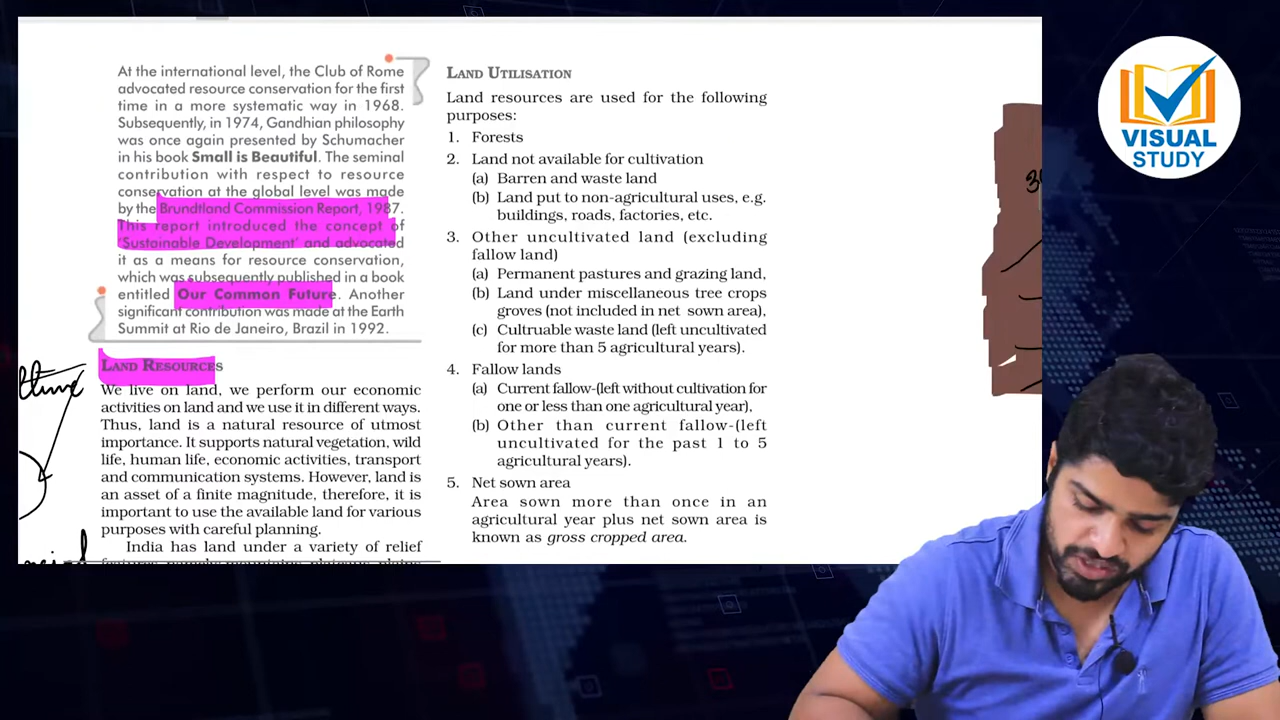 At the international level, the Club of Rome
advocated resource conservation for the first
time in a more systematic way in 1968.
Subsequently, in 1974, Gandhian philosophy
was once again presented by Schumacher
in his book Small is Beautiful. The seminal
contribution with respect to resource
conservation at the global level was made
by the Brundtland Commission Report, 1987.
This report introduced the concept of
'Sustainable Development' and advocated
it as a means for resource conservation,
which was subsequently published in a book
entitled Our Common Future. Another
significant contribution was made at the Earth
Summit at Rio de Janeiro, Brazil in 1992.
LAND RESOURCES
We live on land, we perform our economic
activities on land and we use it in different ways.
Thus, land is a natural resource of utmost
importance. It supports natural vegetation, wild
life, human life, economic activities, transport
and communication systems. However, land is
an asset of a finite magnitude, therefore, it is
important to use the available land for various
purposes with careful planning.
India has land under a variety of relief
LAND UTILISATION
Land resources are used for the following
purposes:
1. Forests
2. Land not available for cultivation
(a) Barren and waste land
(b) Land put to non-agricultural uses, e.g.
buildings, roads, factories, etc.
3. Other uncultivated land (excluding
fallow land)
(a) Permanent pastures and grazing land,
(b) Land under miscellaneous tree crops
groves (not included in net sown area),
(c) Cultruable waste land (left uncultivated
for more than 5 agricultural years).
4. Fallow lands
(a) Current fallow-(left without cultivation for
one or less than one agricultural year),
(b) Other than current fallow-(left
uncultivated for the past 1 to 5
agricultural years).
5. Net sown area
Area sown more than once in an
agricultural year plus net sown area is
known as gross cropped area.
VISUAL
STUDY